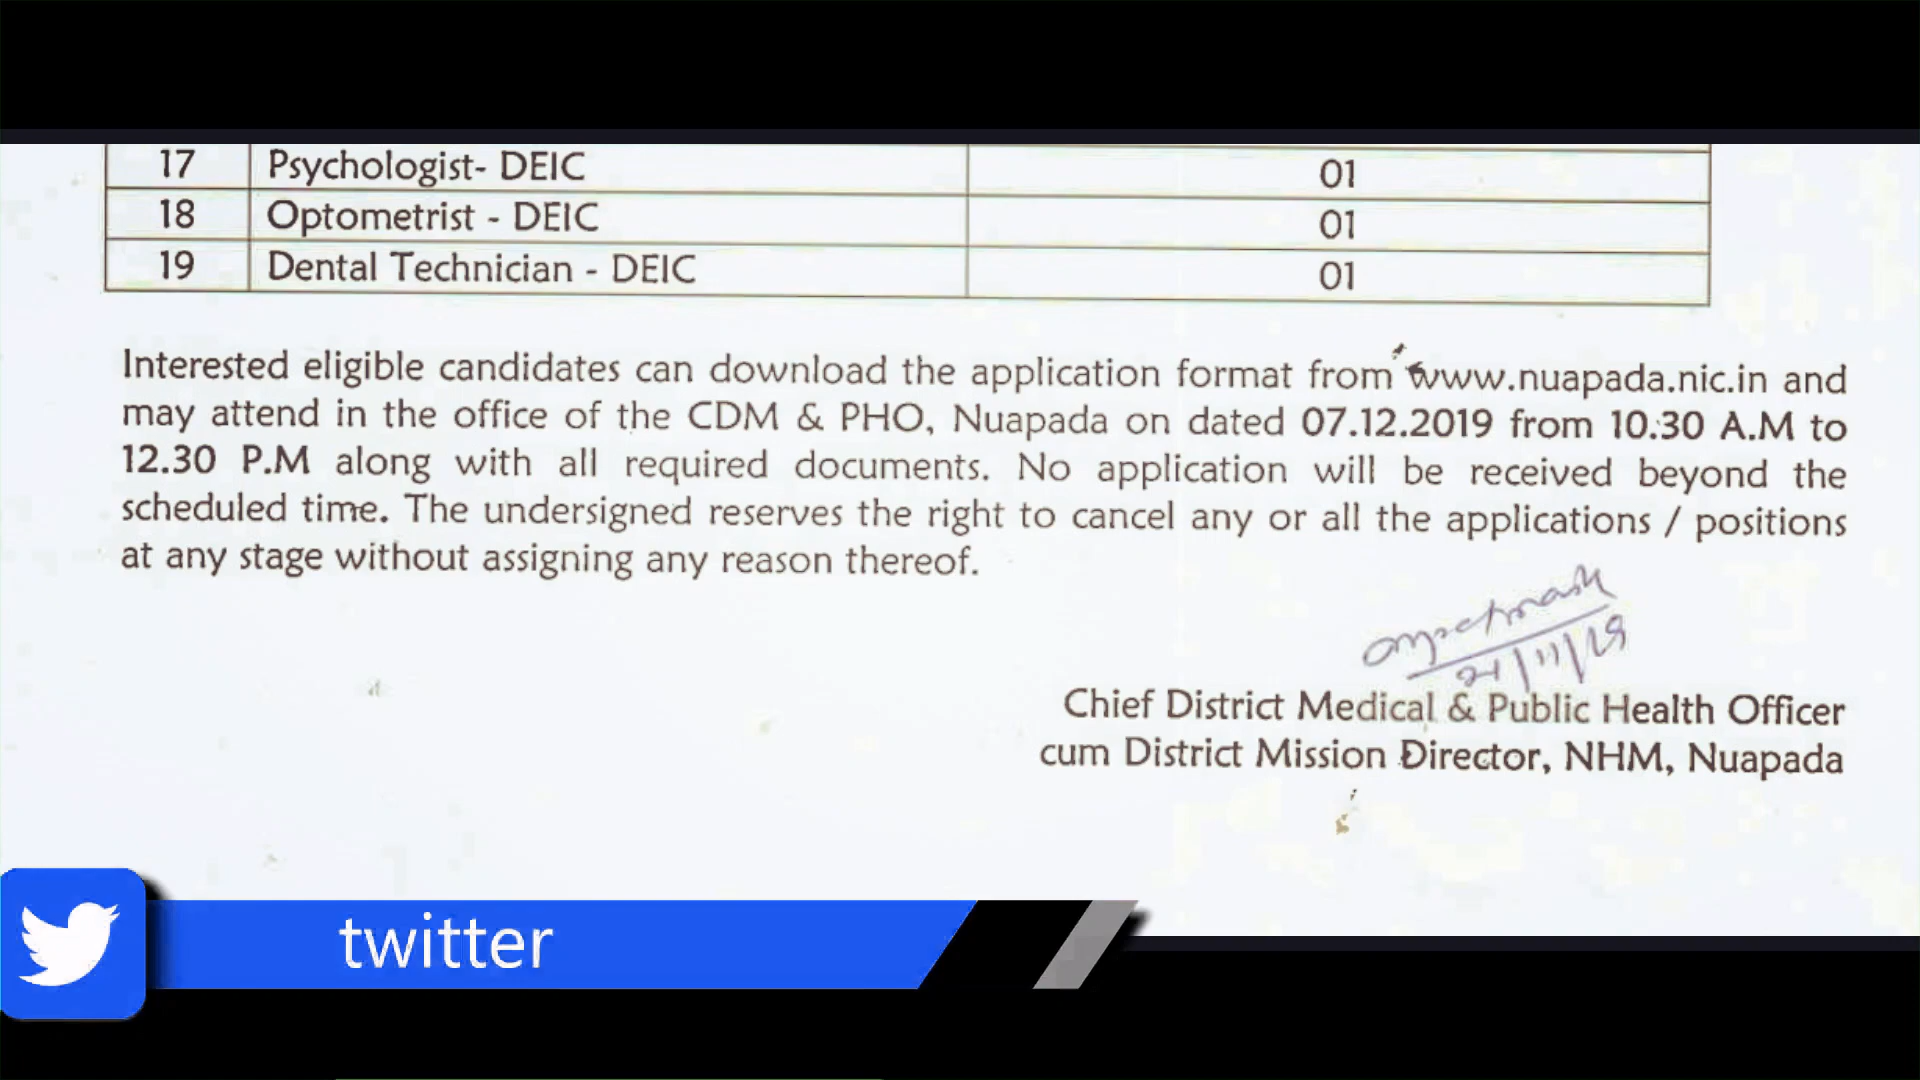 17 Psychologist- DEIC 01
18 Optometrist - DEIC 01
19 Dental Technician - DEIC 01
Interested eligible candidates can download the application format from www.nuapada.nic.in and
may attend in the office of the CDM & PHO, Nuapada on dated 07.12.2019 from 10.30 A.M to
12.30 P.M along with all required documents. No application will be received beyond the
scheduled time. The undersigned reserves the right to cancel any or all the applications / positions
at any stage without assigning any reason thereof.
21/11/19
Chief District Medical & Public Health Officer
cum District Mission Director, NHM, Nuapada
twitter